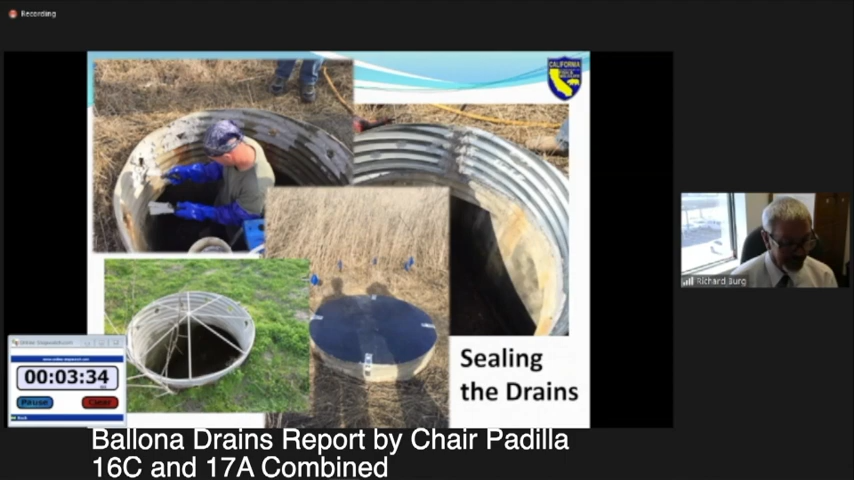 Recording
CALIFORNIA
Sealing
the Drains
Richard Burg
00:03:34
Pause
Clear
Ballona Drains Report by Chair Padilla
16C and 17A Combined